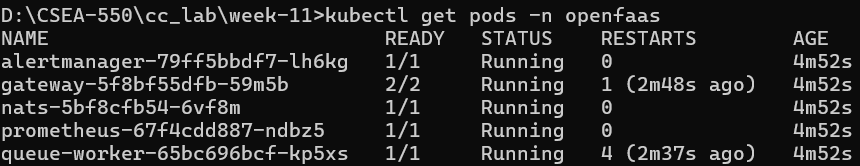 D:\CSEA-550\cc_lab\week-11>kubectl get pods -n openfaas
NAME READY STATUS RESTARTS AGE
alertmanager-79ff5bbdf7-lh6kg 1/1 Running 0 4m52s
gateway-5f8bf55dfb-59m5b 2/2 Running 1 (2m48s ago) 4m52s
nats-5bf8cfb54-6vf8m 1/1 Running 0 4m52s
prometheus-67f4cdd887-ndbz5 1/1 Running 0 4m52s
queue-worker-65bc696bcf-kp5xs 1/1 Running 4 (2m37s ago) 4m52s